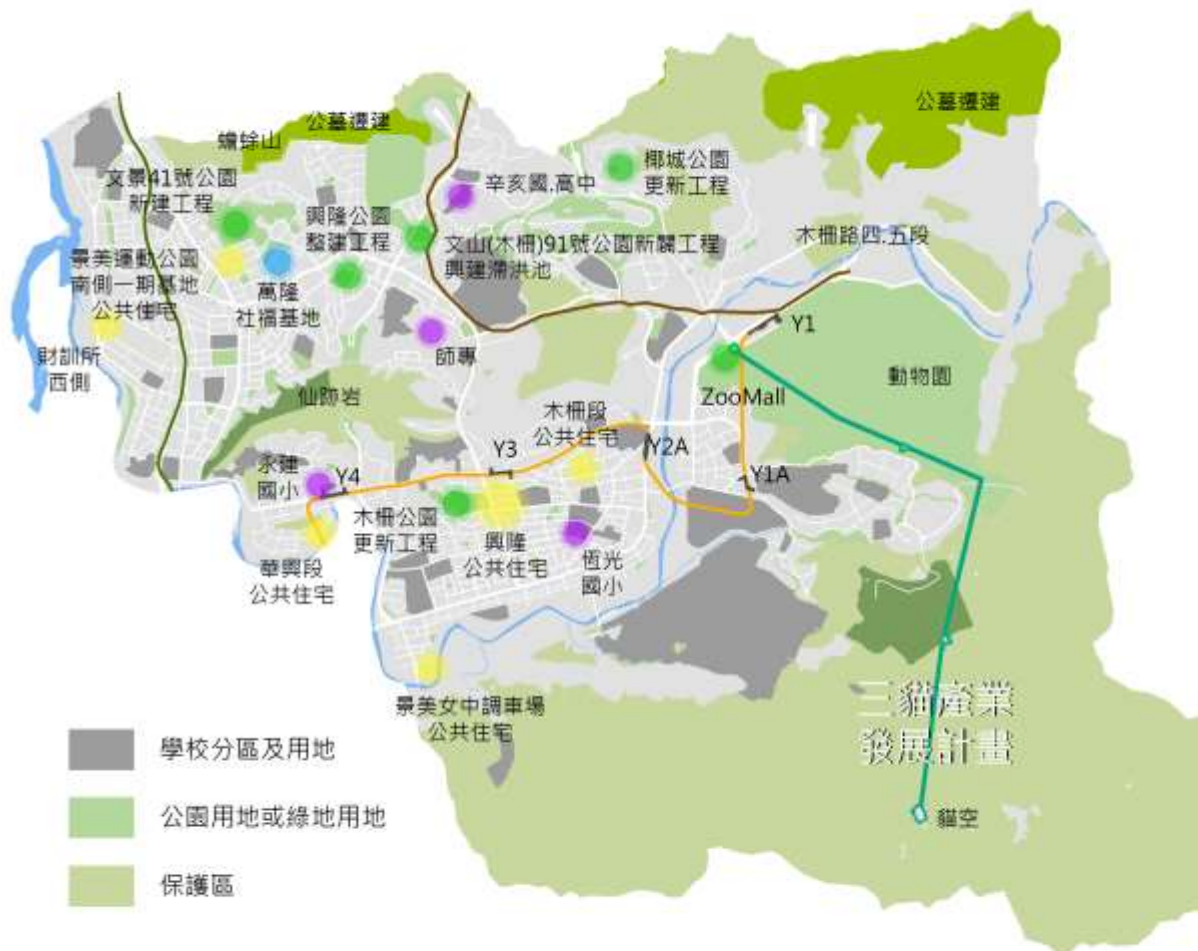 公墓遷建
公墓遷建
蟾蜍山
文景41號公園
新建工程
興隆公園
整建工程
辛亥國.高中
椰城公園
更新工程
文山(木柵)91號公園新闢工程
興建滯洪池
木柵路四.五段
景美運動公園
南側一期基地
公共住宅
萬隆
社福基地
財訓所
西側
師專
仙跡岩
Y1
ZooMall
動物園
木柵段
公共住宅
Y2A
Y3
Y4
Y1A
永建
國小
木柵公園
更新工程
興隆
公共住宅
恆光
國小
華興段
公共住宅
景美女中調車場
公共住宅
三貓產業
發展計畫
貓空
學校分區及用地
公園用地或綠地用地
保護區